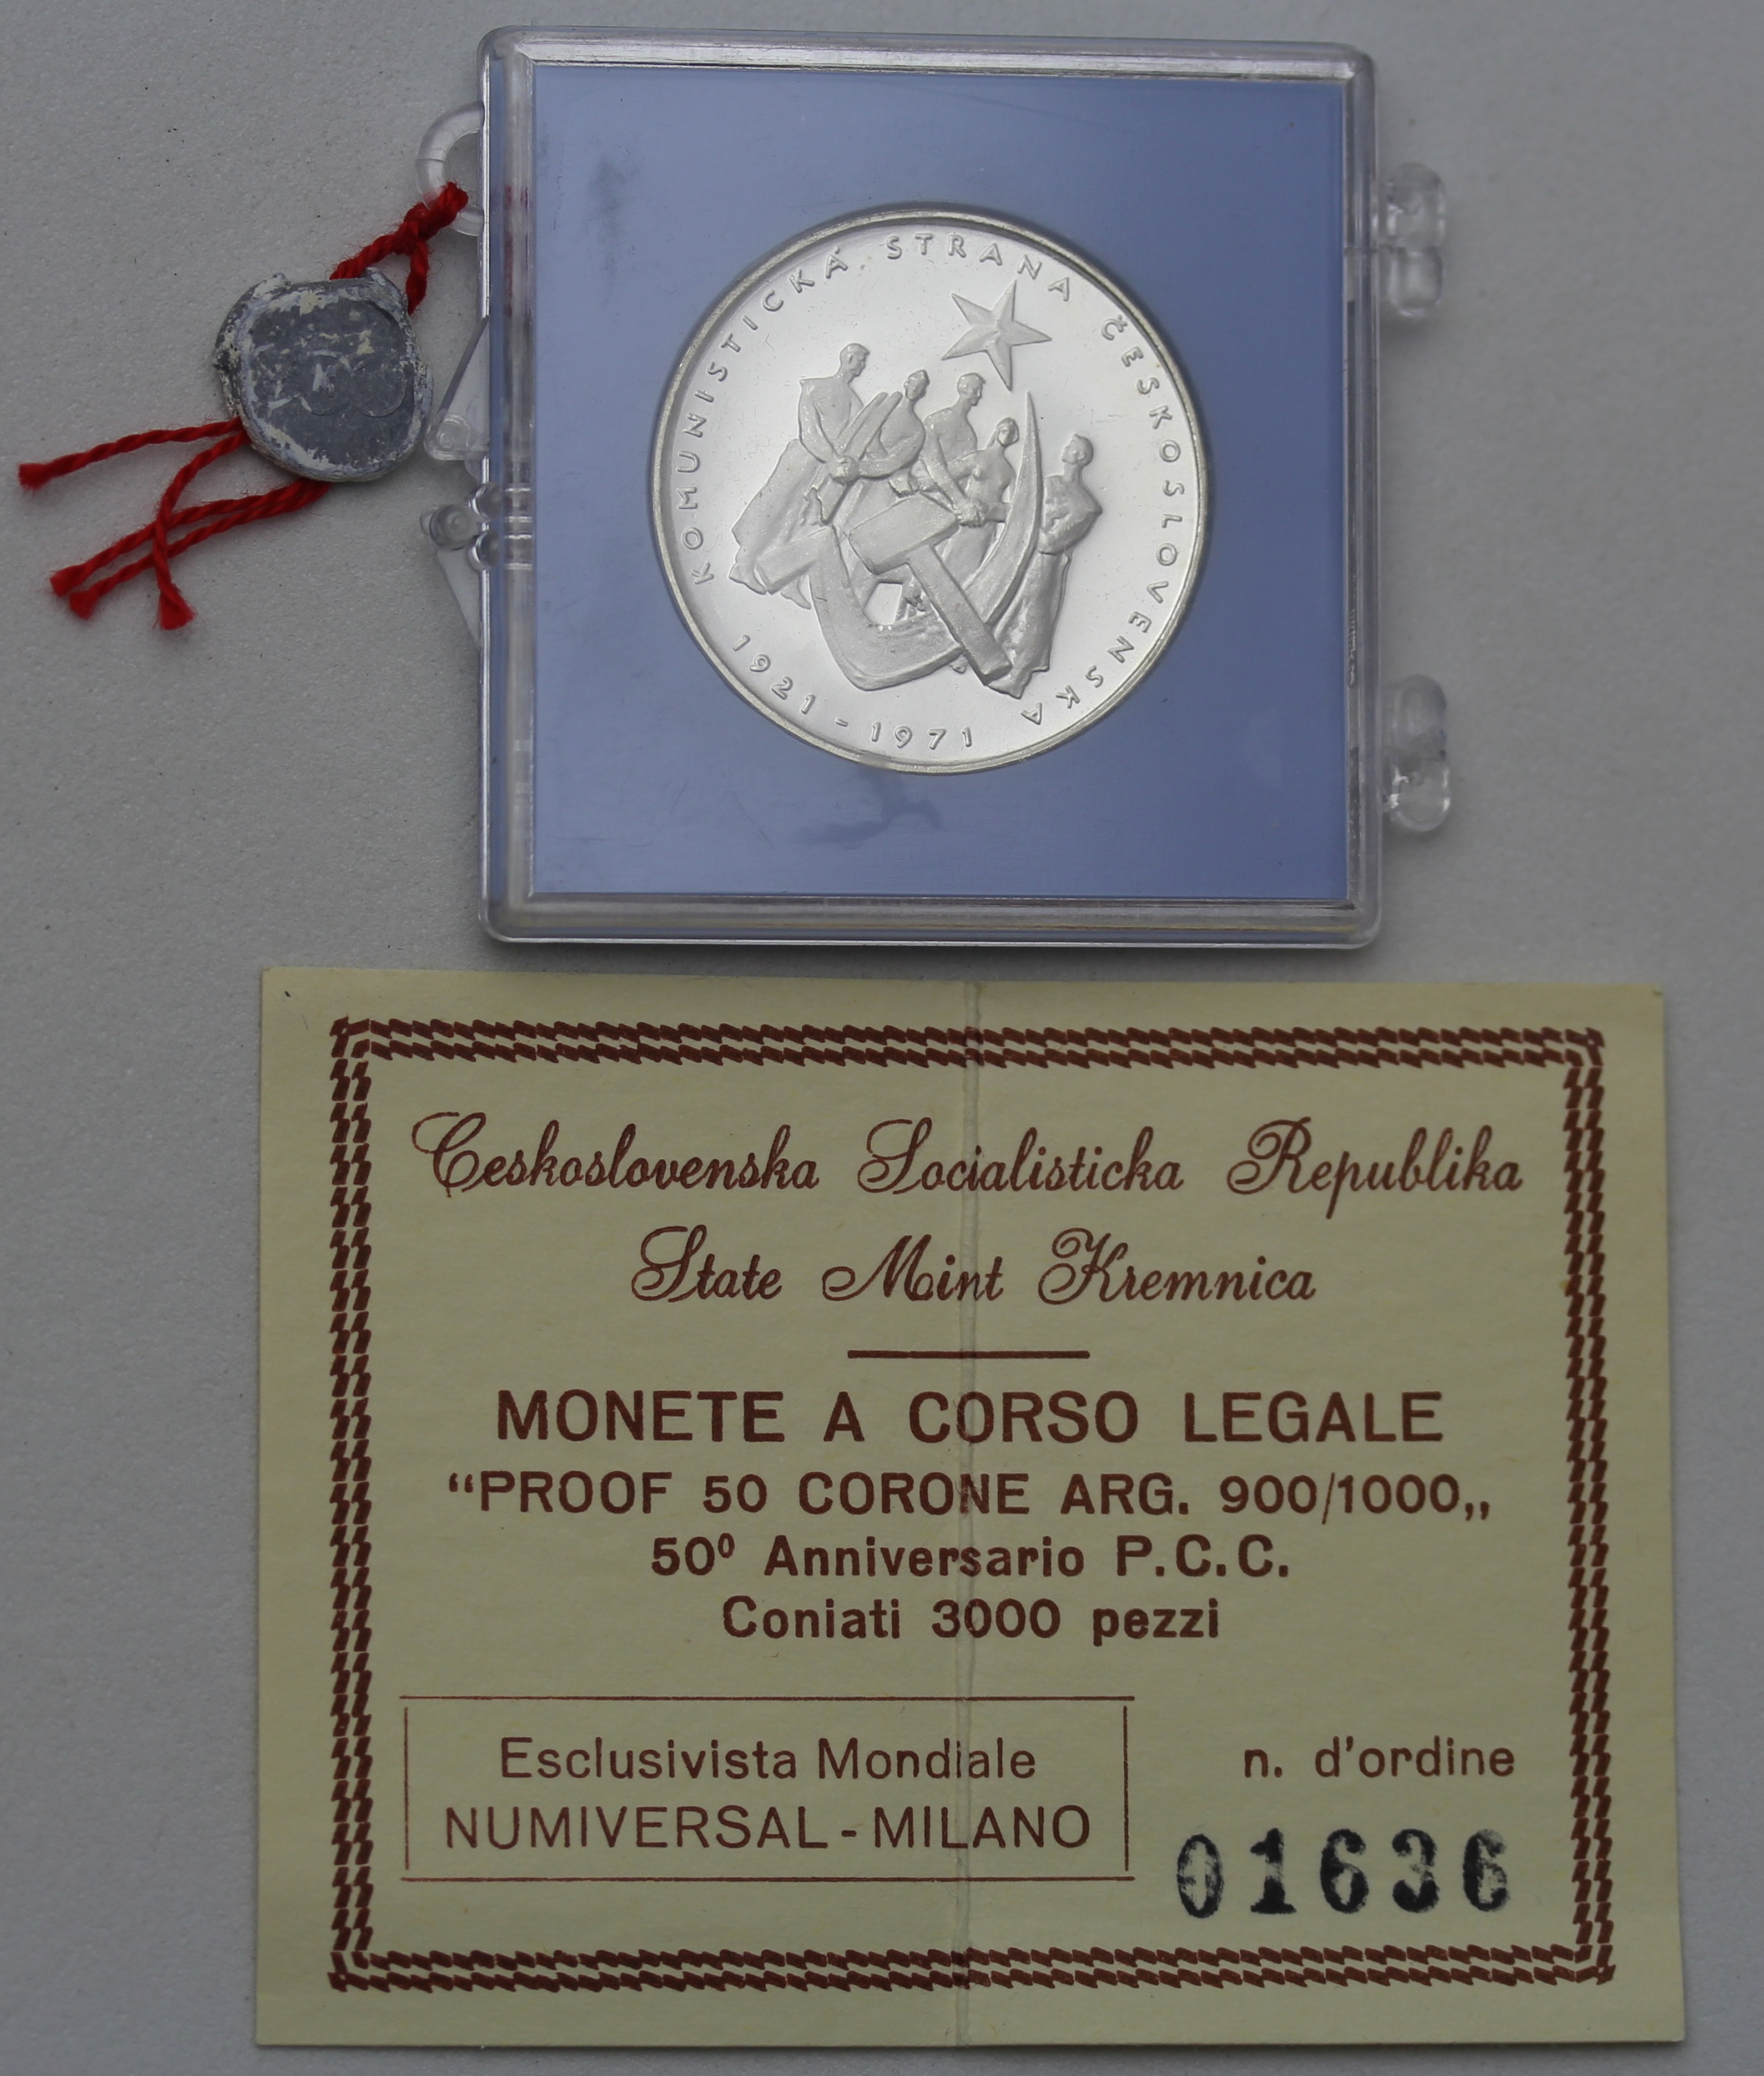 KOMUNISTICKÁ STRANA ČESKOSLOVENSKA
1921-1971
Ceskoslovenska Socialisticka Republika
State Mint Kremnica
MONETE A CORSO LEGALE
“PROOF 50 CORONE ARG. 900/1000„
50⁰ Anniversario P.C.C.
Coniati 3000 pezzi
Esclusivista Mondiale
NUMIVERSAL - MILANO
n. d'ordine
01636